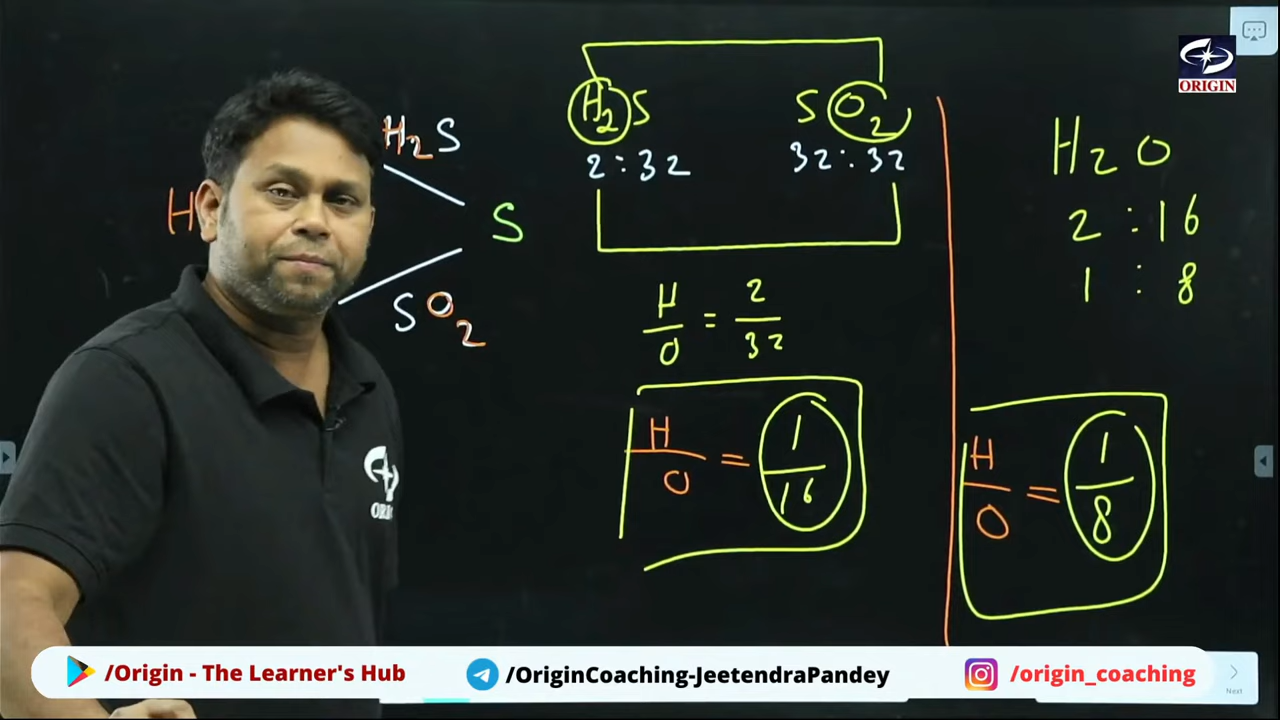 ORIGIN
H2S
H
S
SO2
H2S SO2
2:32 32:32
H/O = 2/32
H/O = 1/16
H2O
2 : 16
1 : 8
H/O = 1/8
/Origin - The Learner's Hub
/OriginCoaching-JeetendraPandey
/origin_coaching
Next